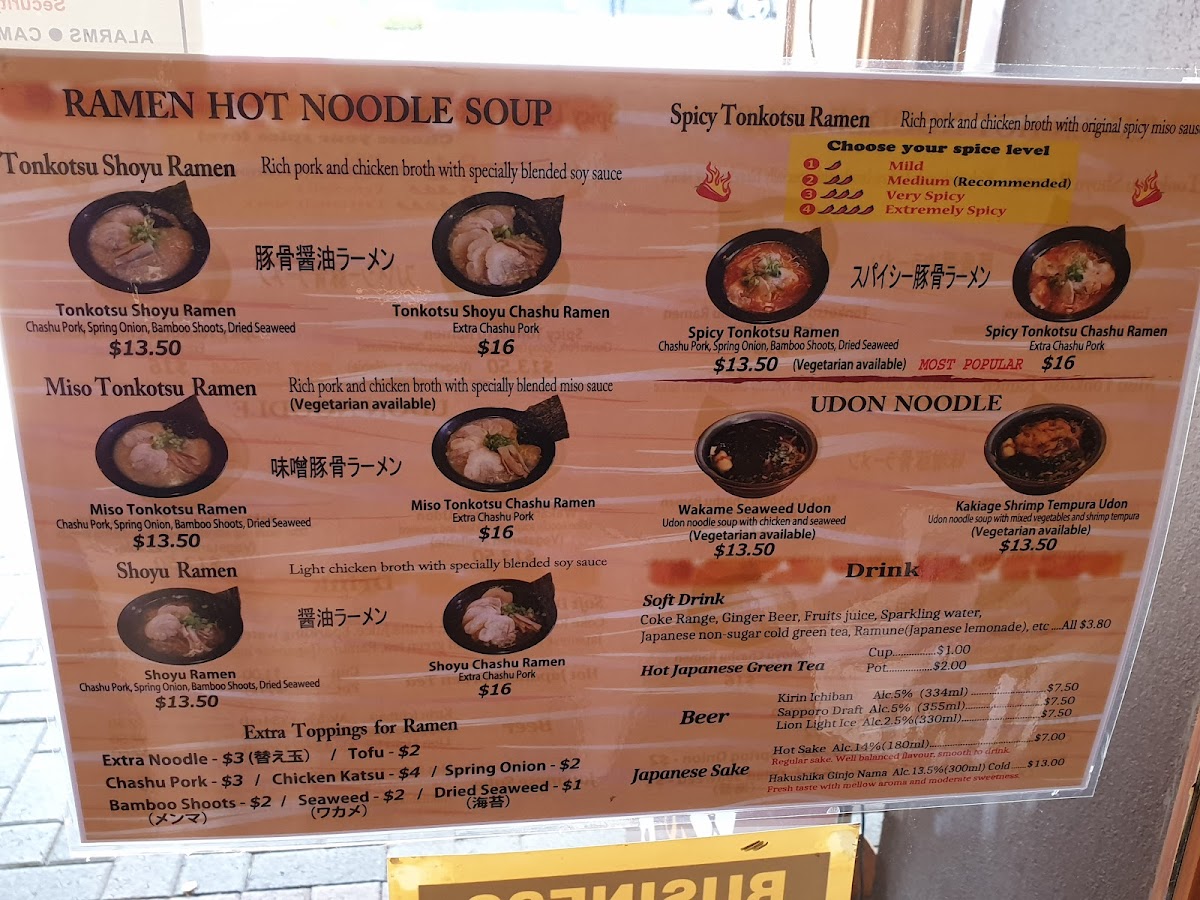 Security
ALARMS ● CAM
RAMEN HOT NOODLE SOUP
Tonkotsu Shoyu Ramen Rich pork and chicken broth with specially blended soy sauce
豚骨醤油ラーメン
Tonkotsu Shoyu Ramen
Chashu Pork, Spring Onion, Bamboo Shoots, Dried Seaweed
$13.50
Tonkotsu Shoyu Chashu Ramen
Extra Chashu Pork
$16
Miso Tonkotsu Ramen Rich pork and chicken broth with specially blended miso sauce
(Vegetarian available)
味噌豚骨ラーメン
Miso Tonkotsu Ramen
Chashu Pork, Spring Onion, Bamboo Shoots, Dried Seaweed
$13.50
Miso Tonkotsu Chashu Ramen
Extra Chashu Pork
$16
Shoyu Ramen Light chicken broth with specially blended soy sauce
醤油ラーメン
Shoyu Ramen
Chashu Pork, Spring Onion, Bamboo Shoots, Dried Seaweed
$13.50
Shoyu Chashu Ramen
Extra Chashu Pork
$16
Extra Toppings for Ramen
Extra Noodle - $3 (替え玉) / Tofu - $2
Chashu Pork - $3 / Chicken Katsu - $4 / Spring Onion - $2
Bamboo Shoots - $2 / Seaweed - $2 / Dried Seaweed - $1
(メンマ) (ワカメ) (海苔)
Spicy Tonkotsu Ramen Rich pork and chicken broth with original spicy miso saus
Choose your spice level
1 Mild
2 Medium (Recommended)
3 Very Spicy
4 Extremely Spicy
スパイシー豚骨ラーメン
Spicy Tonkotsu Ramen
Chashu Pork, Spring Onion, Bamboo Shoots, Dried Seaweed
$13.50 (Vegetarian available) MOST POPULAR
Spicy Tonkotsu Chashu Ramen
Extra Chashu Pork
$16
UDON NOODLE
Wakame Seaweed Udon
Udon noodle soup with chicken and seaweed
(Vegetarian available)
$13.50
Kakiage Shrimp Tempura Udon
Udon noodle soup with mixed vegetables and shrimp tempura
(Vegetarian available)
$13.50
Drink
Soft Drink
Coke Range, Ginger Beer, Fruits juice, Sparkling water,
Japanese non-sugar cold green tea, Ramune(Japanese lemonade), etc ....All $3.80
Hot Japanese Green Tea Cup...............$1.00
Pot...............$2.00
Beer
Kirin Ichiban Alc.5% (334ml) ....................$7.50
Sapporo Draft Alc.5% (355ml)....................$7.50
Lion Light Ice Alc.2.5%(330ml)....................$7.50
Japanese Sake
Hot Sake Alc.14%(180ml)....................$7.00
Regular sake. Well balanced flavour, smooth to drink.
Hakushika Ginjo Nama Alc.13.5%(300ml) Cold .....$13.00
Fresh taste with mellow aroma and moderate sweetness.
BUSINESS